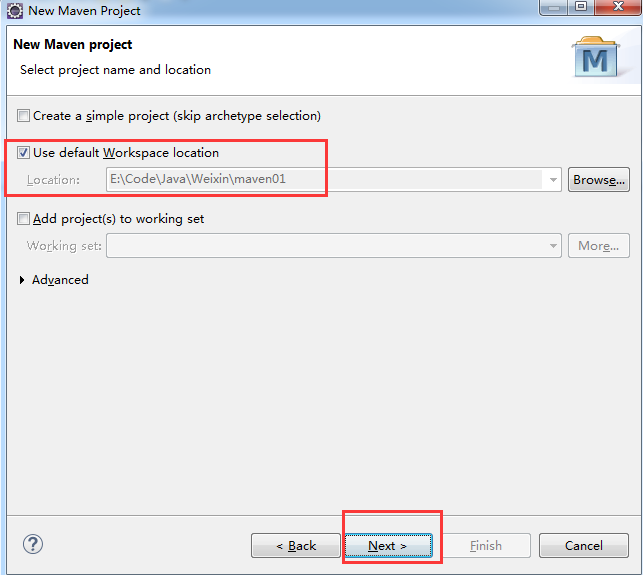 New Maven Project
New Maven project
Select project name and location
M
Create a simple project (skip archetype selection)
Use default Workspace location
Location: E:\Code\Java\Weixin\maven01 Browse...
Add project(s) to working set
Working set: More...
Advanced
? < Back Next > Finish Cancel